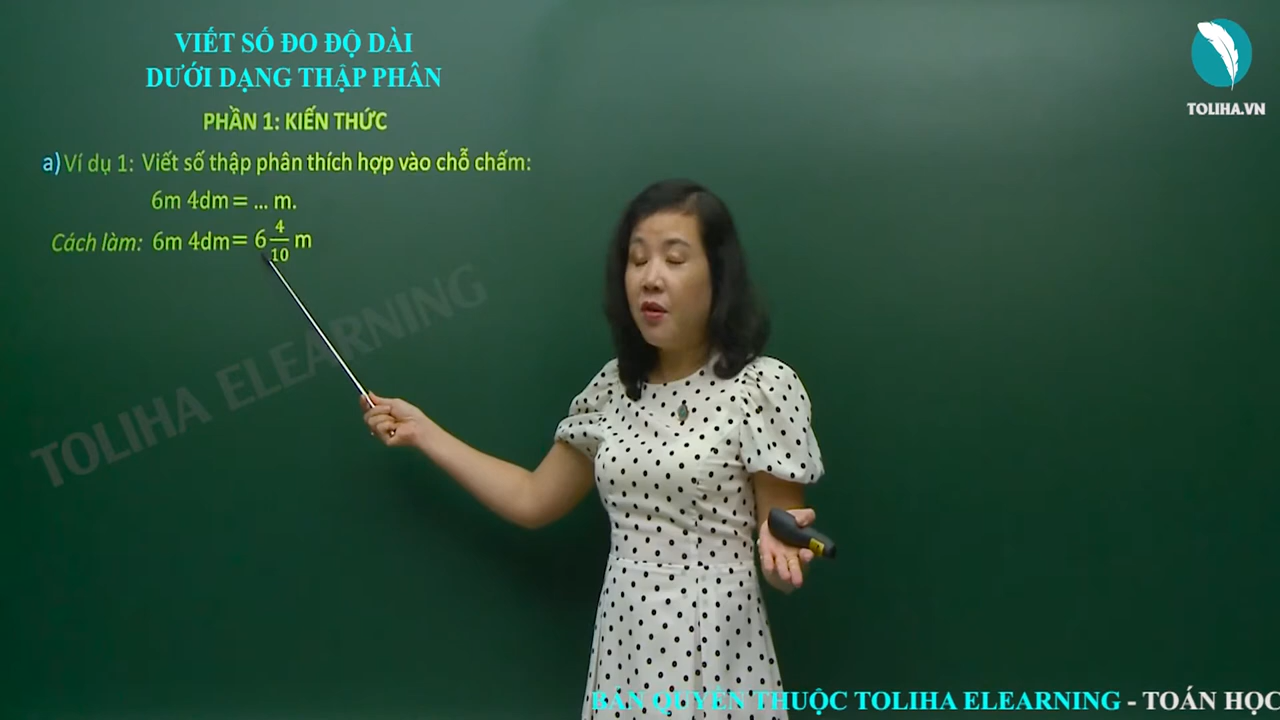 VIẾT SỐ ĐO ĐỘ DÀI
DƯỚI DẠNG THẬP PHÂN
PHẦN 1: KIẾN THỨC
a) Ví dụ 1: Viết số thập phân thích hợp vào chỗ chấm:
6m 4dm = ... m.
Cách làm: 6m 4dm = 6 4/10 m
TOLIHA ELEARNING
TOLIHA.VN
BẢN QUYỀN THUỘC TOLIHA ELEARNING - TOÁN HỌC